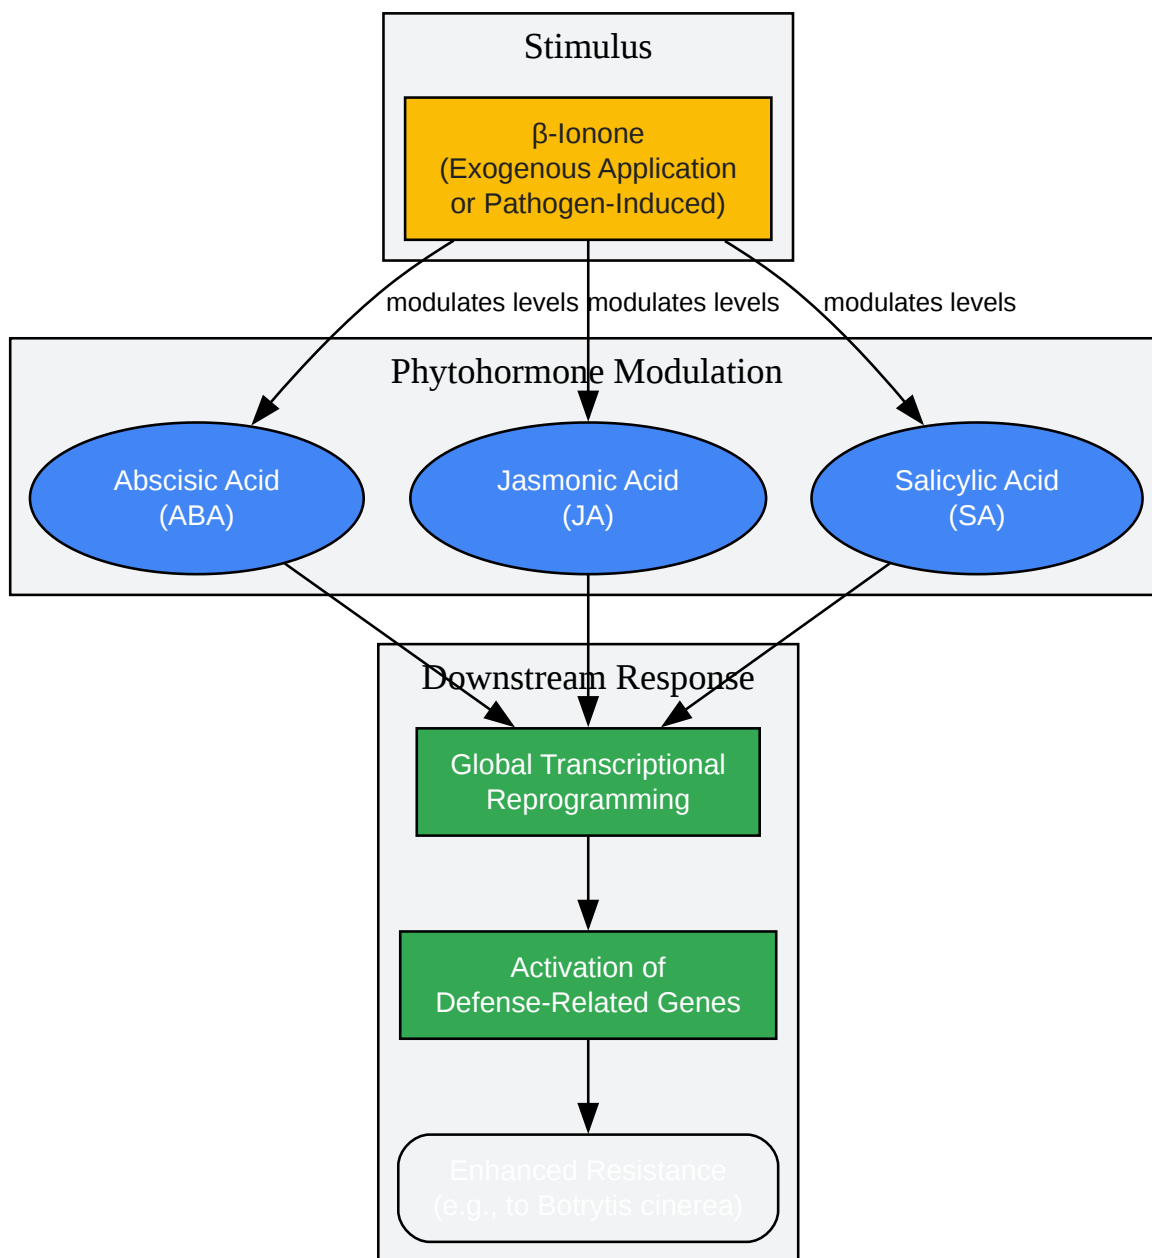 Stimulus
β-Ionone
(Exogenous Application
or Pathogen-Induced)
modulates levels
modulates levels
modulates levels
Phytohormone Modulation
Abscisic Acid
(ABA)
Jasmonic Acid
(JA)
Salicylic Acid
(SA)
Downstream Response
Global Transcriptional
Reprogramming
Activation of
Defense-Related Genes
Enhanced Resistance
(e.g., to Botrytis cinerea)